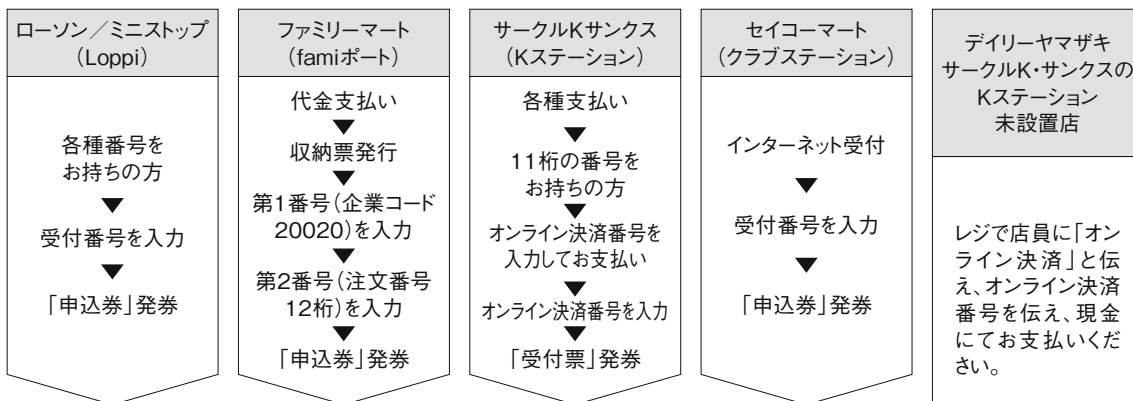 ローソン／ミニストップ
（Loppi）
各種番号を
お持ちの方
▼
受付番号を入力
▼
「申込券」発券
ファミリーマート
（famiポート）
代金支払い
▼
収納票発行
▼
第1番号（企業コード
20020）を入力
▼
第2番号（注文番号
12桁）を入力
▼
「申込券」発券
サークルKサンクス
（Kステーション）
各種支払い
▼
11桁の番号を
お持ちの方
▼
オンライン決済番号を
入力してお支払い
▼
オンライン決済番号を入力
▼
「受付票」発券
セイコーマート
（クラブステーション）
インターネット受付
▼
受付番号を入力
▼
「申込券」発券
デイリーヤマザキ
サークルK・サンクスの
Kステーション
未設置店
レジで店員に「オン
ライン決済」と伝
え、オンライン決済
番号を伝え、現金
にてお支払いくだ
さい。